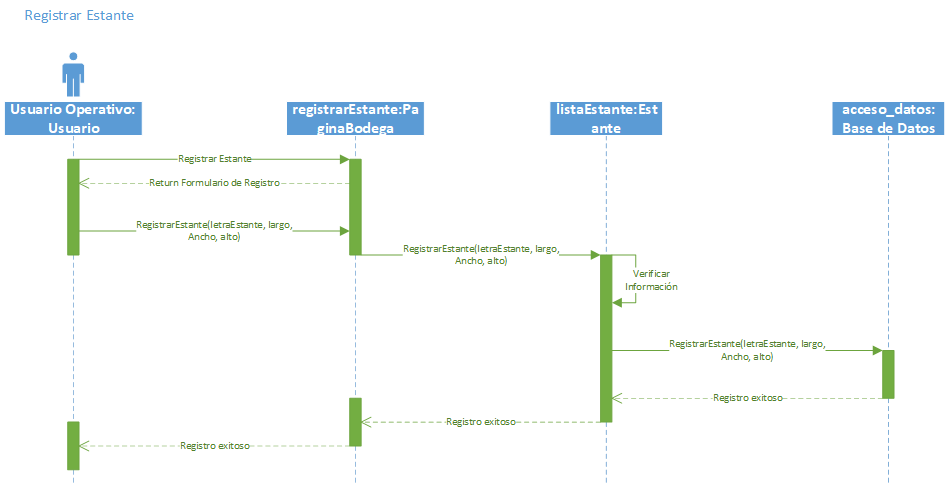 Registrar Estante
Usuario Operativo:
Usuario
registrarEstante:Pa
ginaBodega
listaEstante:Est
ante
acceso_datos:
Base de Datos
Registrar Estante
Return Formulario de Registro
RegistrarEstante(letraEstante, largo,
Ancho, alto)
RegistrarEstante(letraEstante, largo,
Ancho, alto)
Verificar
Información
RegistrarEstante(letraEstante, largo,
Ancho, alto)
Registro exitoso
Registro exitoso
Registro exitoso